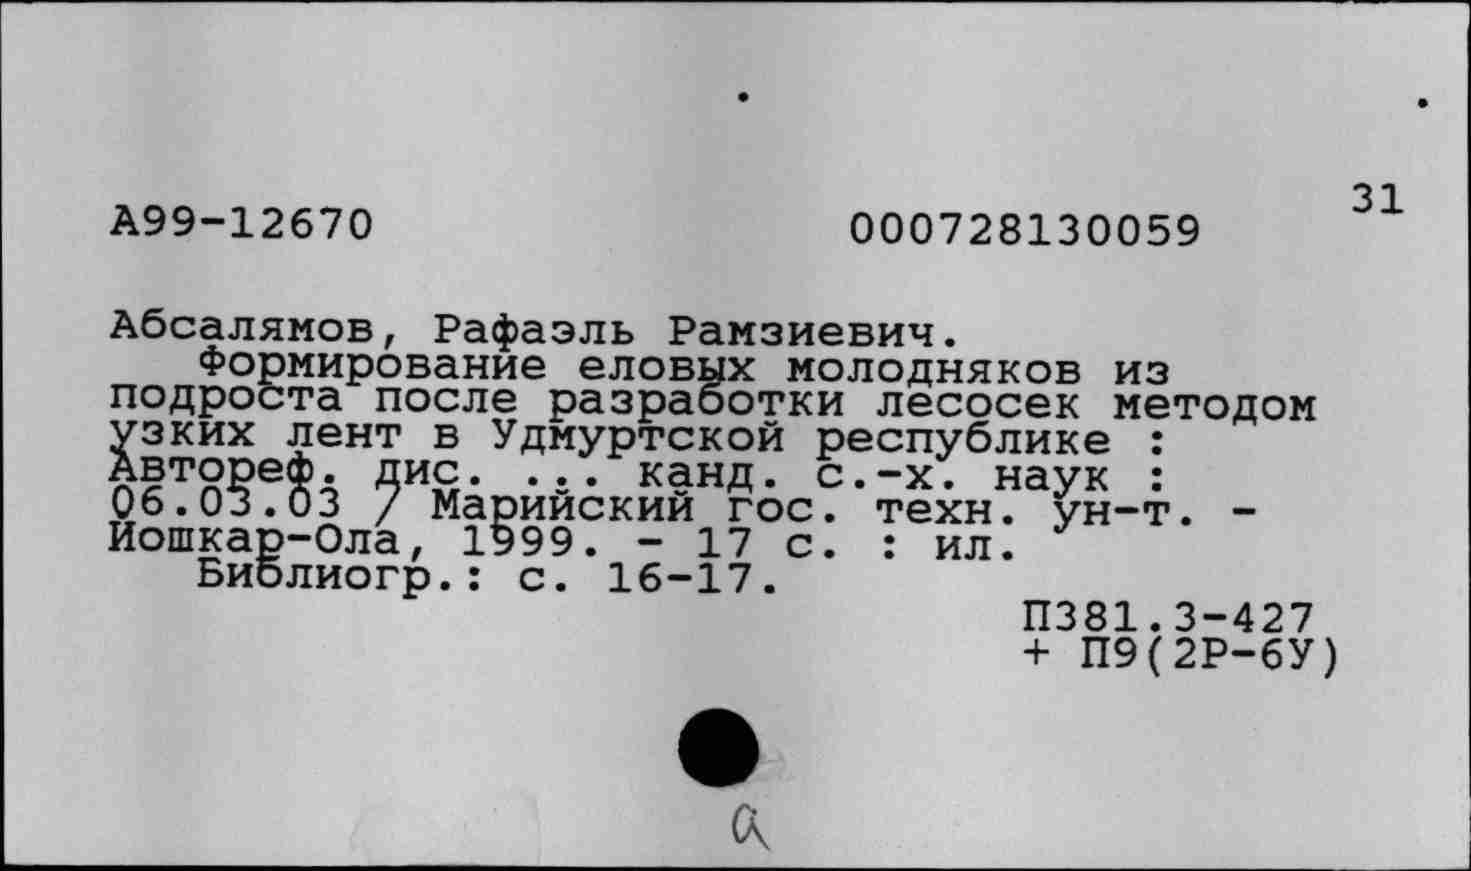 31
А99-12670 000728130059
Абсалямов, Рафаэль Рамзиевич.
Формирование еловых молодняков из
подроста после разработки лесосек методом
узких лент в Удмуртской республике :
Автореф. дис. ... канд. с.-х. наук :
06.03.03 / Марийский гос. техн. ун-т. -
Йошкар-Ола, 1999. - 17 с. : ил.
Библиогр.: с. 16-17.
П381.3-427
+ П9(2Р-6У)
а